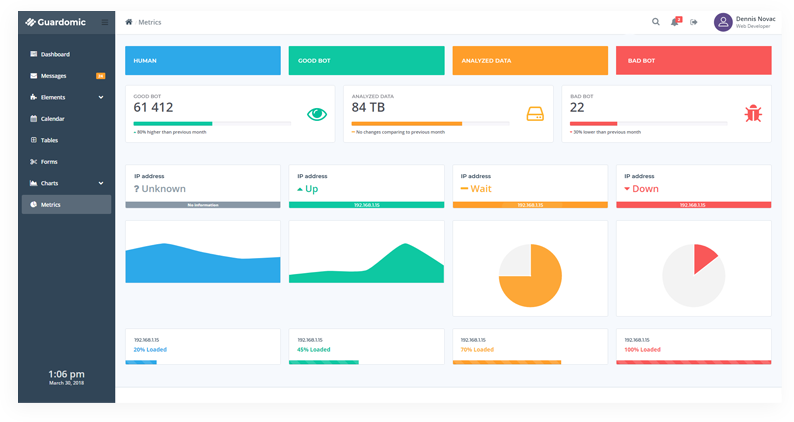 Guardomic
Metrics
3
Dennis Novac
Web Developer
Dashboard
Messages
Elements
Calendar
Tables
Forms
Charts
Metrics
1:06 pm
March 30, 2018
HUMAN
GOOD BOT
ANALYZED DATA
BAD BOT
GOOD BOT
61 412
80% higher than previous month
ANALYZED DATA
84 TB
No changes comparing to previous month
BAD BOT
22
30% lower than previous month
IP address
? Unknown
No information
IP address
Up
192.168.1.15
IP address
Wait
192.168.1.15
IP address
Down
192.168.1.15
192.168.1.15
20% Loaded
192.168.1.15
45% Loaded
192.168.1.15
70% Loaded
192.168.1.15
100% Loaded